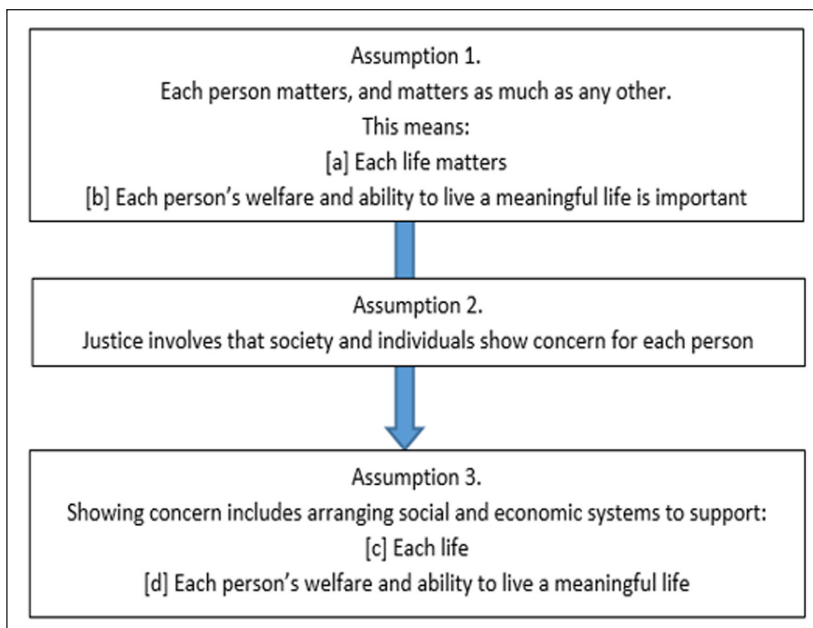 Assumption 1.
Each person matters, and matters as much as any other.
This means:
[a] Each life matters
[b] Each person's welfare and ability to live a meaningful life is important
Assumption 2.
Justice involves that society and individuals show concern for each person
Assumption 3.
Showing concern includes arranging social and economic systems to support:
[c] Each life
[d] Each person's welfare and ability to live a meaningful life